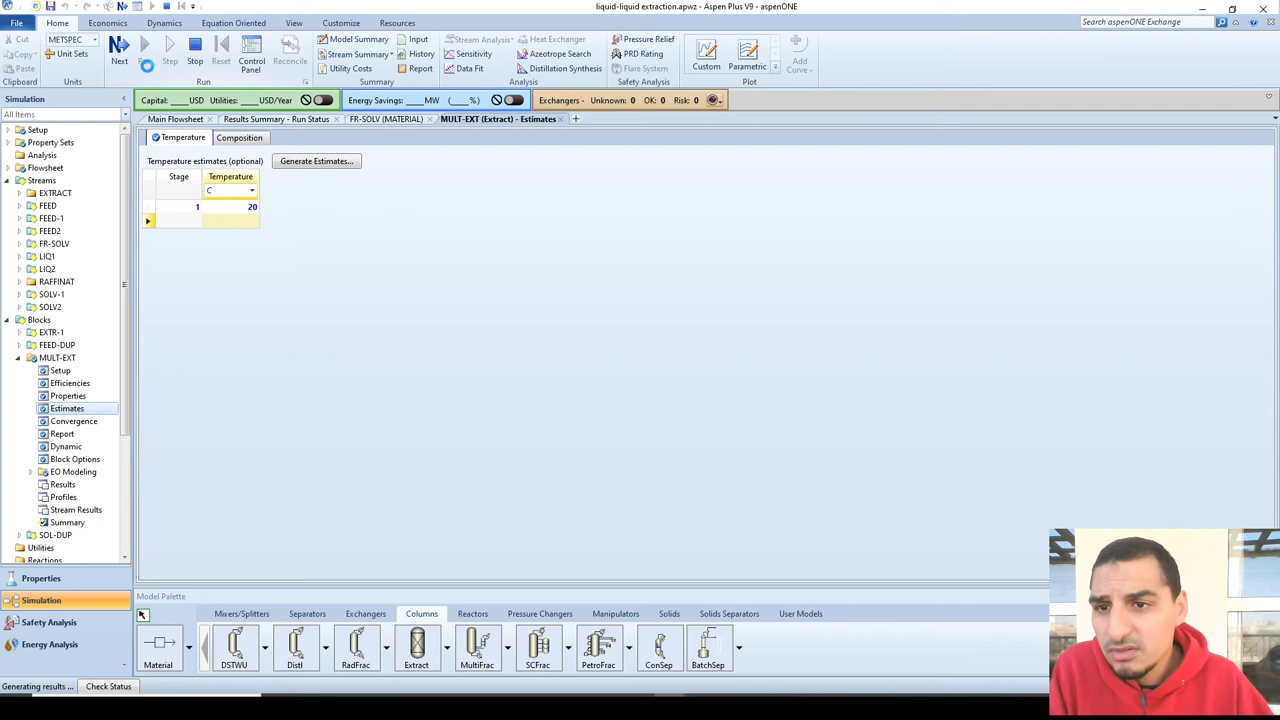 liquid-liquid extraction.apwz - Aspen Plus V9 - aspenONE
File Home Economics Dynamics Equation Oriented View Customize Resources Search aspenONE Exchange
Cut METSPEC Model Summary Input Stream Analysis Heat Exchanger Pressure Relief
Copy Unit Sets Next Step Stop Reset Control Panel Reconcile Stream Summary History Sensitivity Azeotrope Search PRD Rating Custom Parametric Add Curve
Paste Utility Costs Report Data Fit Distillation Synthesis Flare System
Clipboard Units Run Summary Analysis Safety Analysis Plot
Simulation Capital: ____ USD Utilities: ____ USD/Year Energy Savings: ____ MW (____ %) Exchangers - Unknown: 0 OK: 0 Risk: 0
All Items Main Flowsheet Results Summary - Run Status FR-SOLV (MATERIAL) MULT-EXT (Extract) - Estimates
Setup
Property Sets
Analysis
Flowsheet
Streams
EXTRACT
FEED
FEED-1
FEED2
FR-SOLV
LIQ1
LIQ2
RAFFINAT
SOLV-1
SOLV2
Blocks
EXTR-1
FEED-DUP
MULT-EXT
Setup
Efficiencies
Properties
Estimates
Convergence
Report
Dynamic
Block Options
EO Modeling
Results
Profiles
Stream Results
Summary
SOL-DUP
Utilities
Reactions
Properties
Simulation
Safety Analysis
Energy Analysis
Temperature Composition
Temperature estimates (optional) Generate Estimates...
Stage Temperature
C
1 20
Model Palette
Mixers/Splitters Separators Exchangers Columns Reactors Pressure Changers Manipulators Solids Solids Separators User Models
Material DSTWU Distl RadFrac Extract MultiFrac SCFrac PetroFrac ConSep BatchSep
Generating results ... Check Status